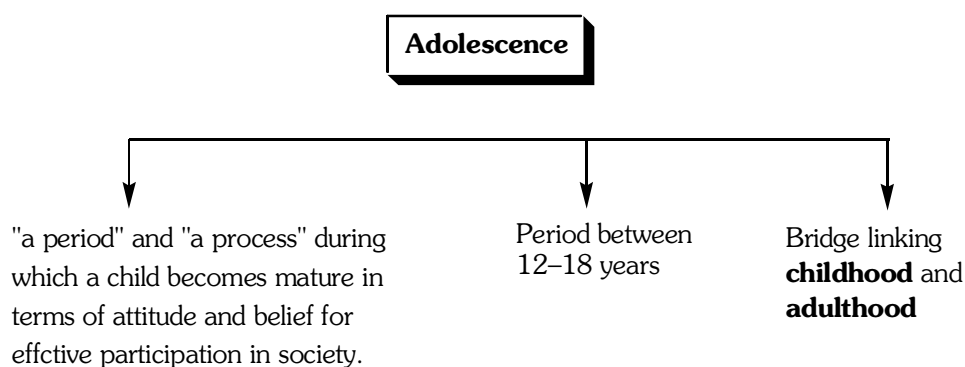 Adolescence
"a period" and "a process" during
which a child becomes mature in
terms of attitude and belief for
effctive participation in society.
Period between
12–18 years
Bridge linking
childhood and
adulthood